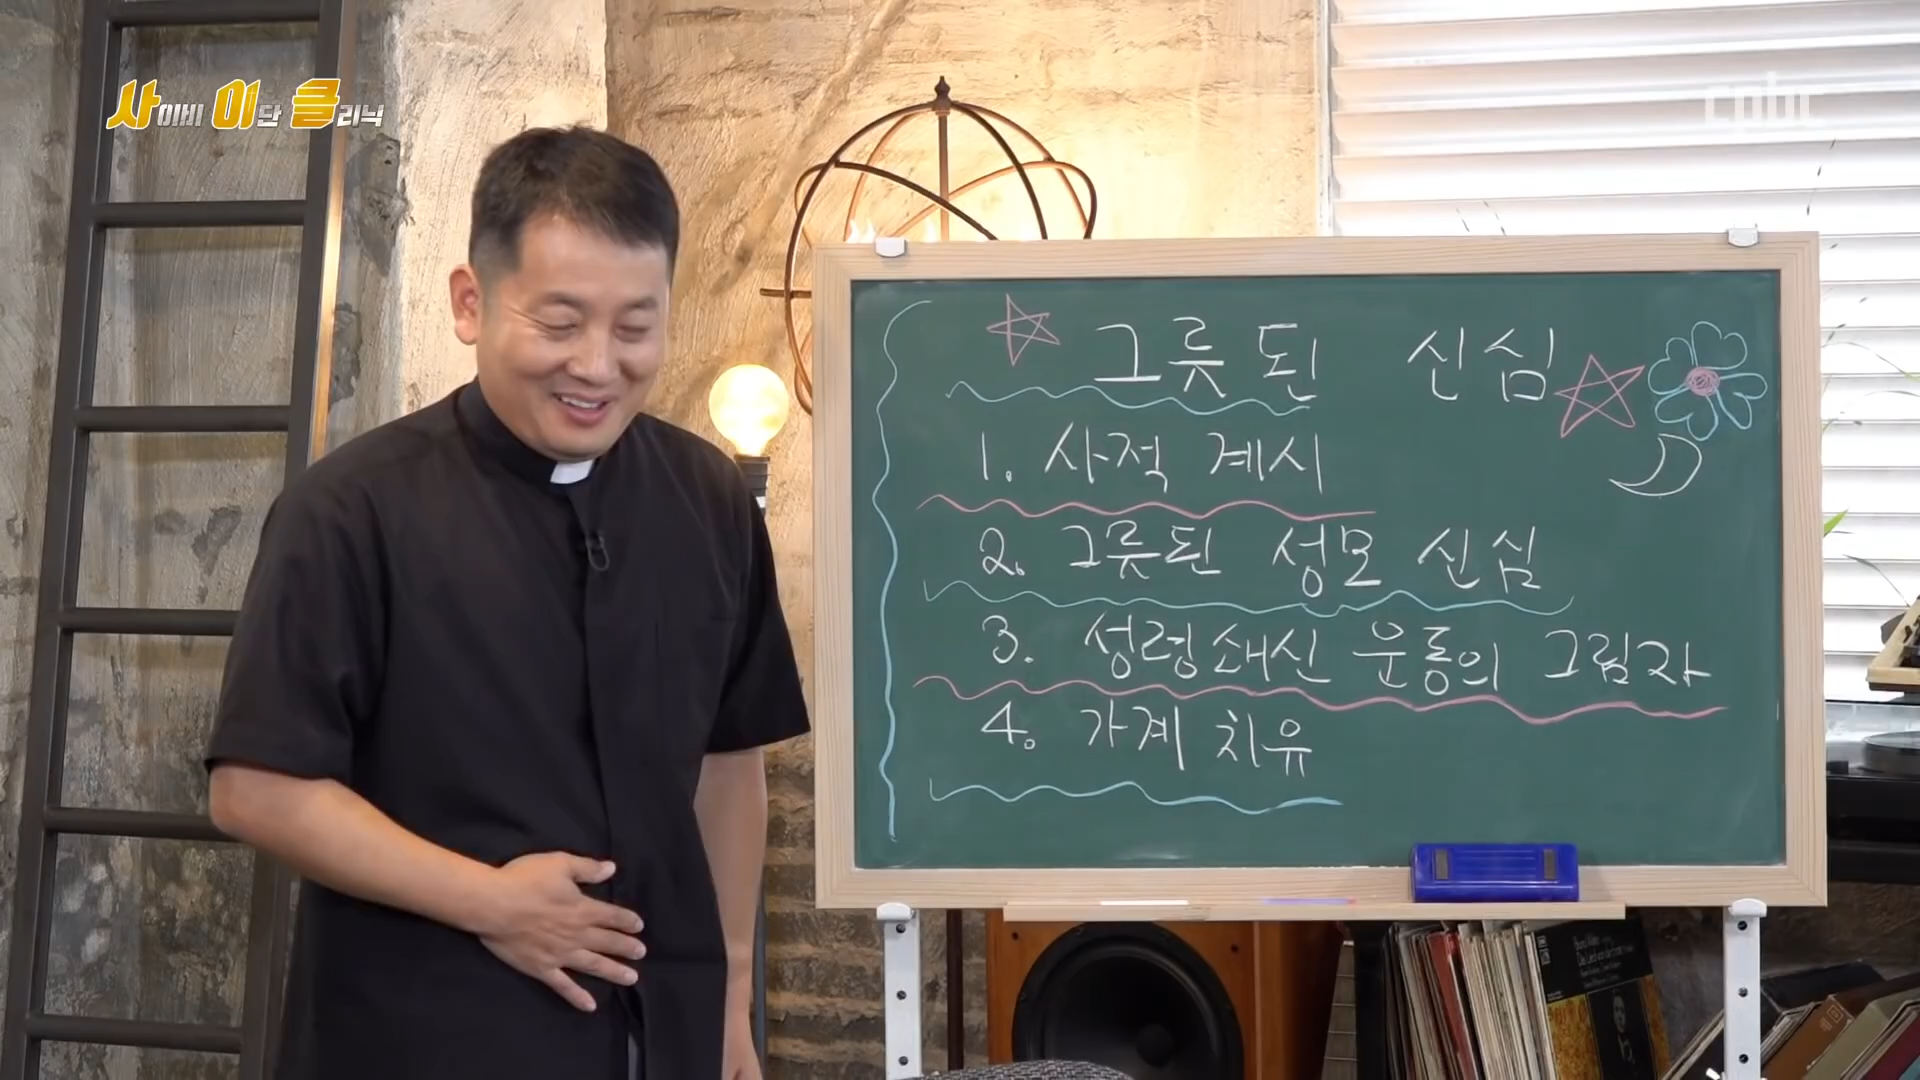 사이비 이단 클리닉
cpbc
그릇된 신심
1. 사적 계시
2. 그릇된 성모 신심
3. 성령쇄신 운동의 그림자
4. 가계 치유